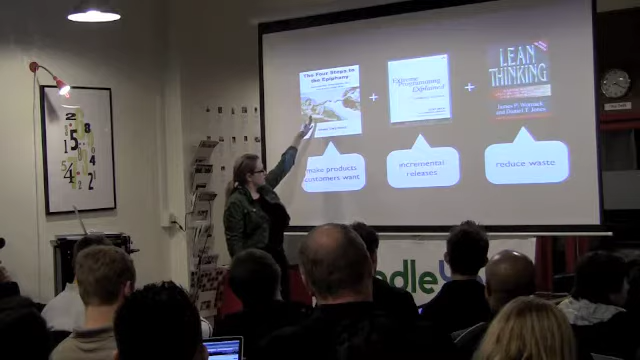 The Four Steps to
the Epiphany
+
Extreme Programming
Explained
+
LEAN
THINKING
James P. Womack
and Daniel T. Jones
make products
customers want
incremental
releases
reduce waste